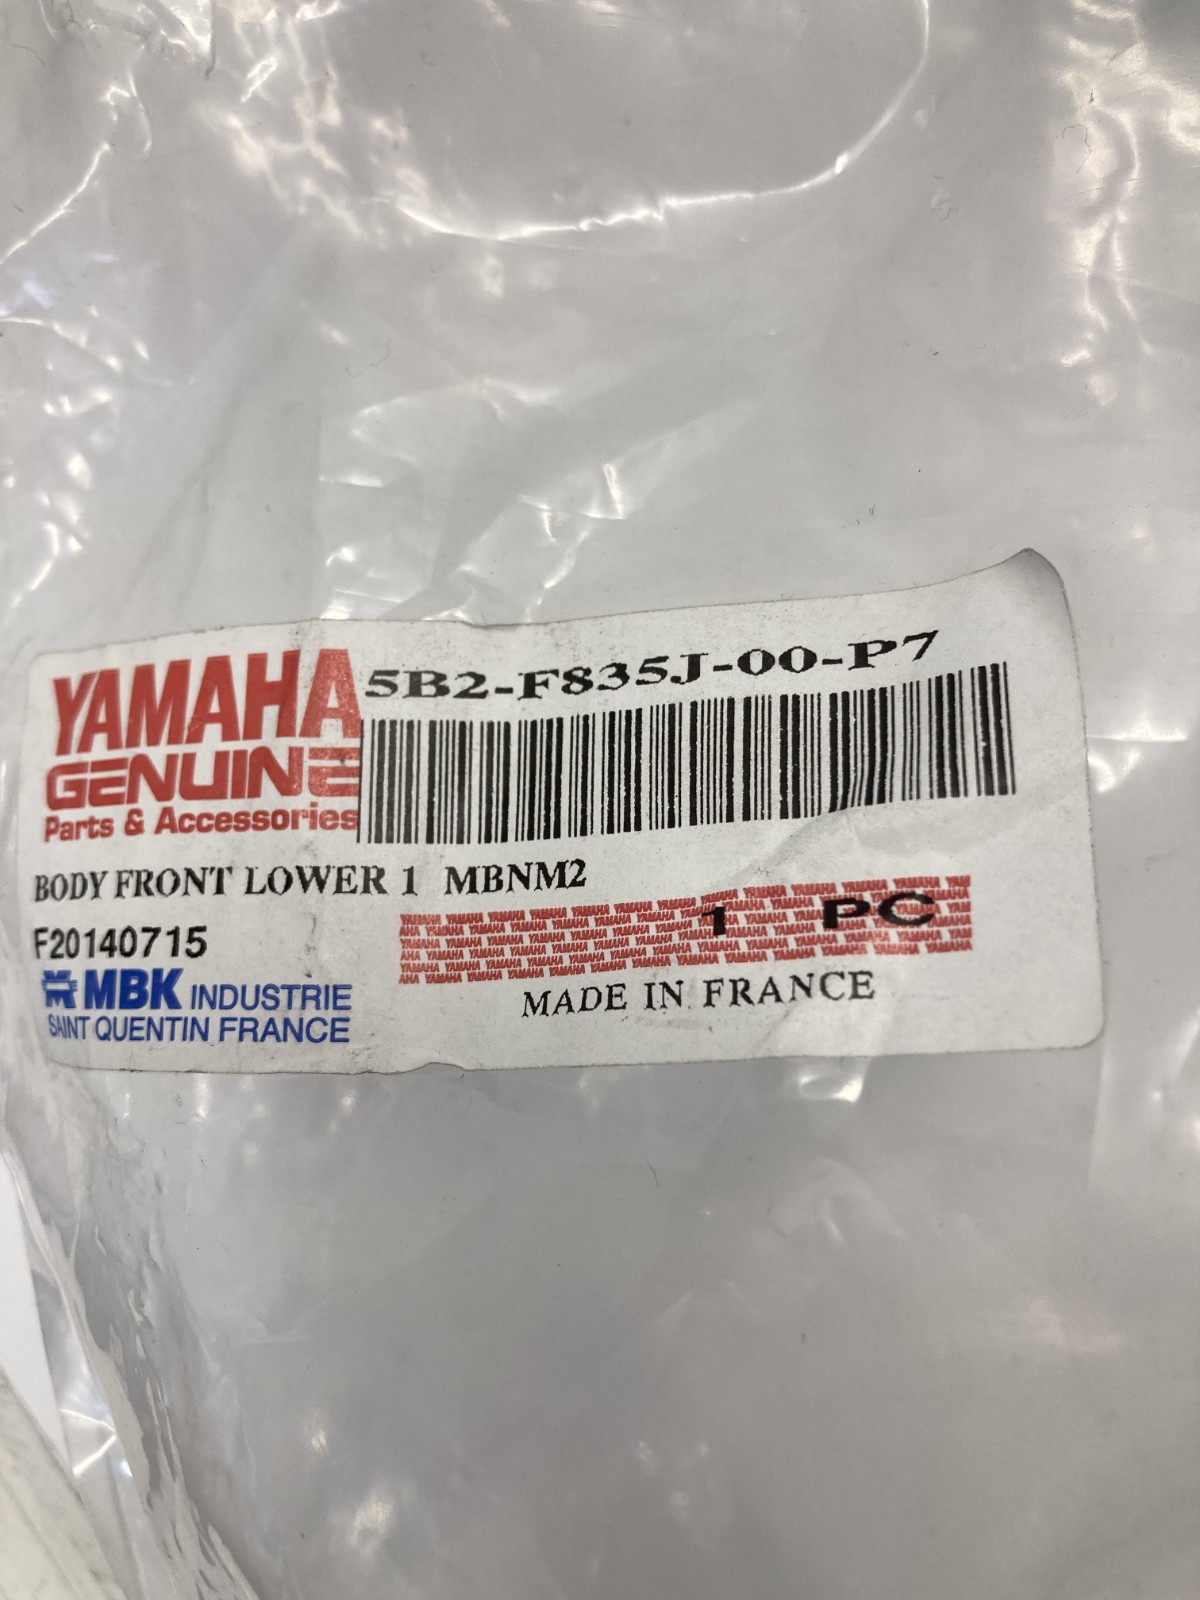 YAMAHA
GENUINE
Parts & Accessories
5B2-F835J-00-P7
BODY FRONT LOWER 1 MBNM2
F20140715
1 PC
MBK INDUSTRIE
SAINT QUENTIN FRANCE
MADE IN FRANCE